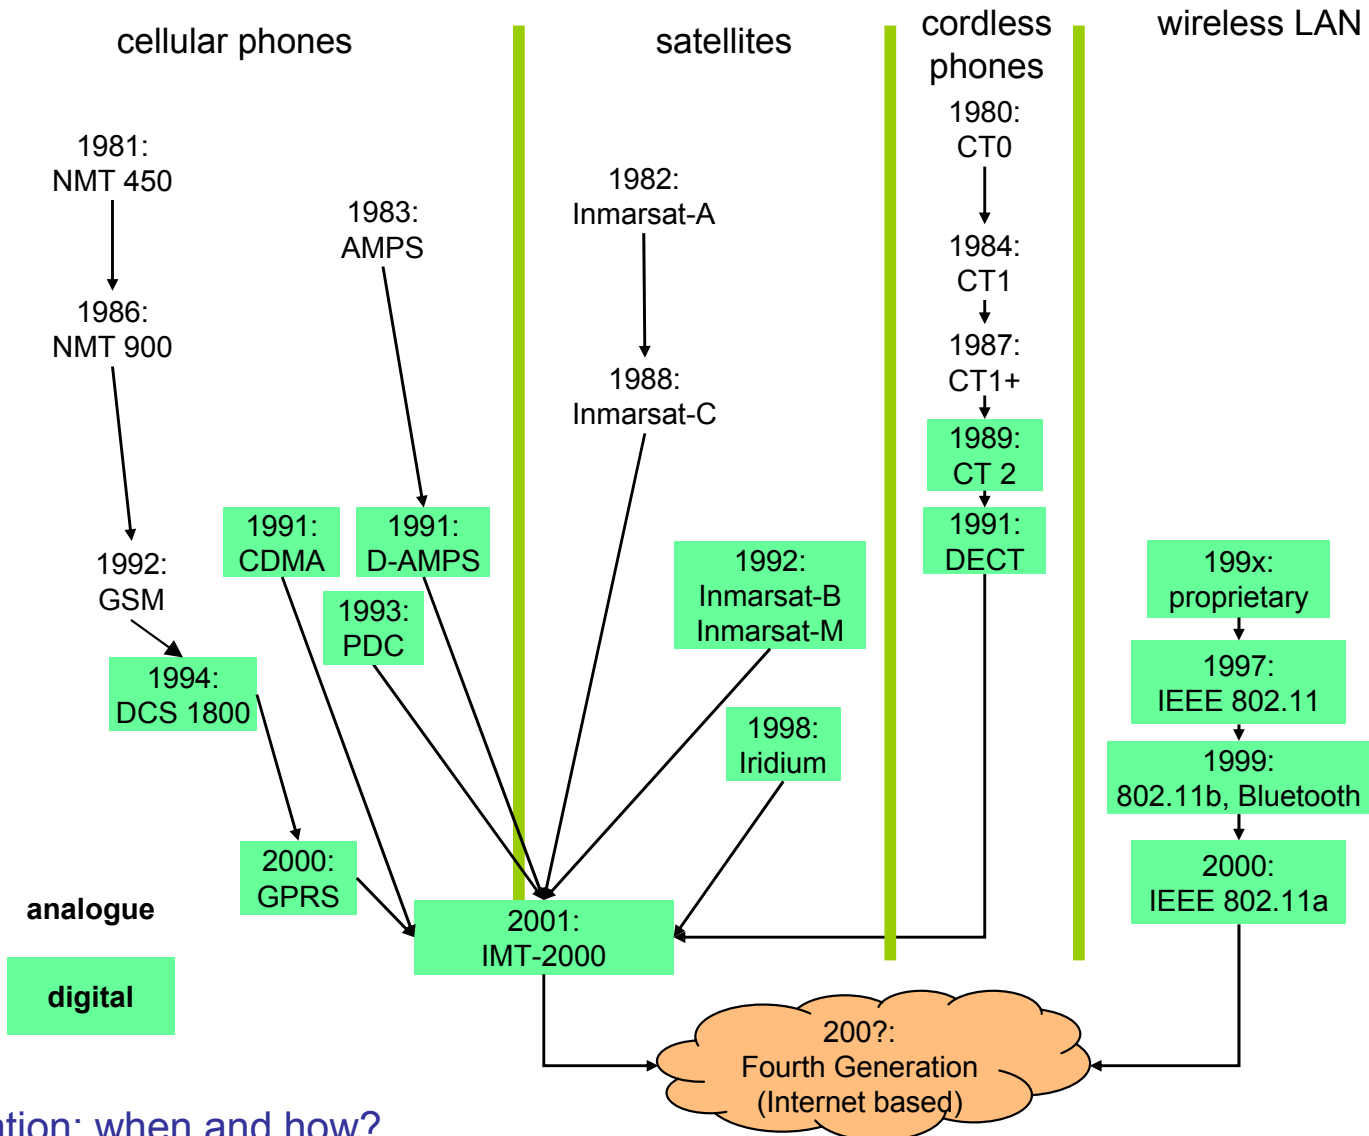 cellular phones
satellites
cordless
phones
wireless LAN
1981:
NMT 450
1986:
NMT 900
1992:
GSM
1994:
DCS 1800
2000:
GPRS
1983:
AMPS
1991:
CDMA
1991:
D-AMPS
1993:
PDC
1982:
Inmarsat-A
1988:
Inmarsat-C
1992:
Inmarsat-B
Inmarsat-M
1998:
Iridium
1980:
CT0
1984:
CT1
1987:
CT1+
1989:
CT 2
1991:
DECT
199x:
proprietary
1997:
IEEE 802.11
1999:
802.11b, Bluetooth
2000:
IEEE 802.11a
2001:
IMT-2000
analogue
digital
200?:
Fourth Generation
(Internet based)
ation: when and how?